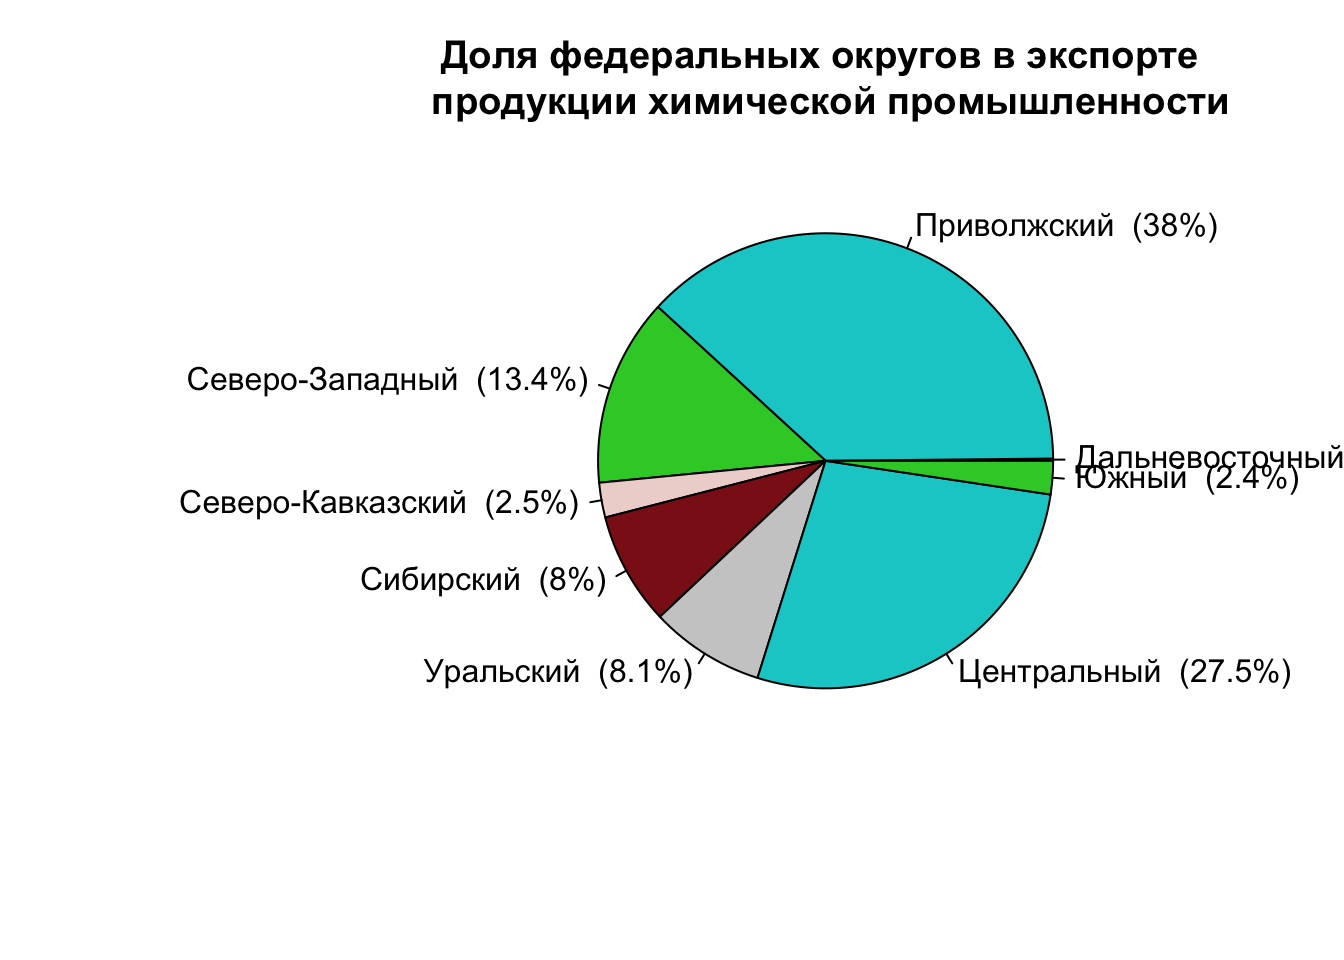 Доля федеральных округов в экспорте
продукции химической промышленности
Приволжский (38%)
Северо-Западный (13.4%)
Дальневосточный
Южный (2.4%)
Северо-Кавказский (2.5%)
Сибирский (8%)
Уральский (8.1%)
Центральный (27.5%)